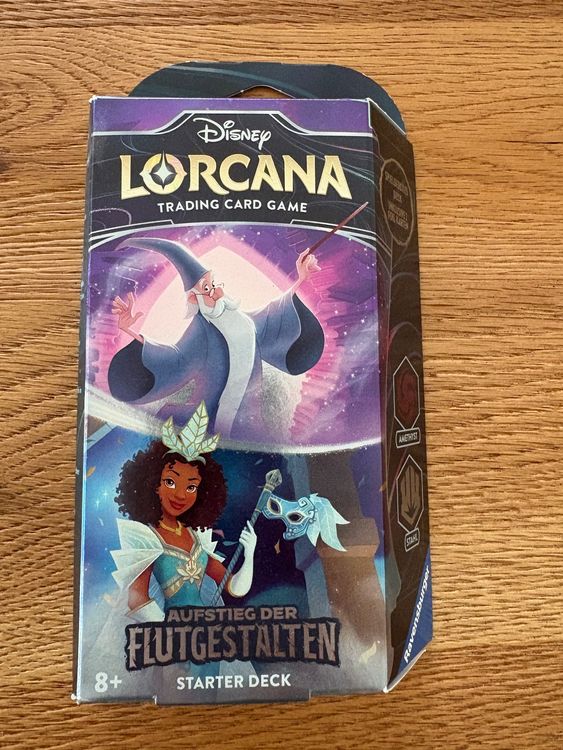 Disney
LORCANA
TRADING CARD GAME
AUFSTIEG DER
FLUTGESTALTEN
8+
STARTER DECK
AMETHYST
STAHL
Ravensburger